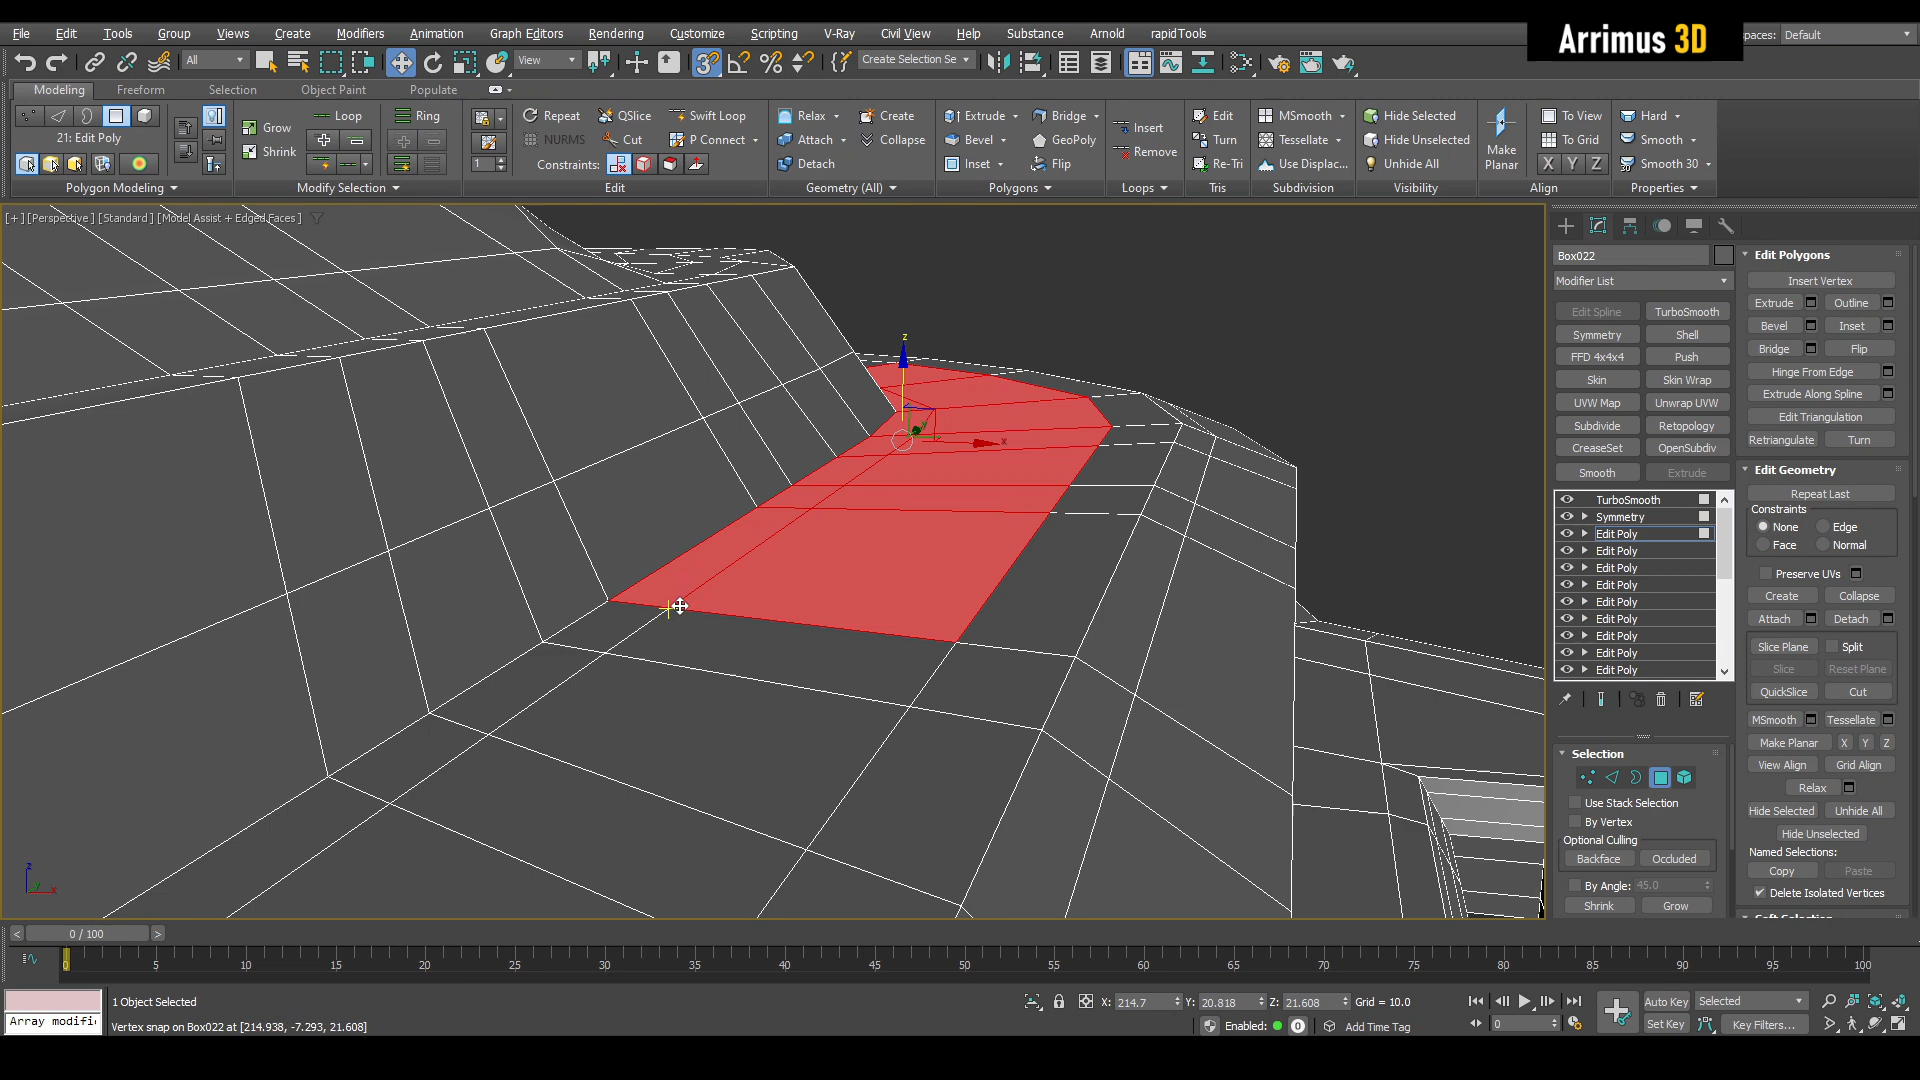 Arrimus 3D
File Edit Tools Group Views Create Modifiers Animation Graph Editors Rendering Customize Scripting V-Ray Civil View Help Substance Arnold rapidTools
paces: Default
All View Create Selection Se
Modeling Freeform Selection Object Paint Populate
21: Edit Poly
Polygon Modeling
Grow
Shrink
Loop
Ring
Modify Selection
1
Repeat QSlice Swift Loop
NURMS Cut P Connect
Constraints:
Edit
Relax Create
Attach Collapse
Detach
Geometry (All)
Extrude Bridge
Bevel GeoPoly
Inset Flip
Polygons
Insert
Remove
Loops
Edit
Turn
Re-Tri
Tris
MSmooth
Tessellate
Use Displac...
Subdivision
Hide Selected
Hide Unselected
Unhide All
Visibility
Make
Planar
To View
To Grid
X Y Z
Align
Hard
Smooth
Smooth 30
Properties
[+] [Perspective] [Standard] [Model Assist + Edged Faces]
z
x
y
z
y
x
Box022
Modifier List
Edit Spline TurboSmooth
Symmetry Shell
FFD 4x4x4 Push
Skin Skin Wrap
UVW Map Unwrap UVW
Subdivide Retopology
CreaseSet OpenSubdiv
Smooth Extrude
TurboSmooth
Symmetry
Edit Poly
Edit Poly
Edit Poly
Edit Poly
Edit Poly
Edit Poly
Edit Poly
Edit Poly
Edit Poly
Selection
Use Stack Selection
By Vertex
Optional Culling
Backface Occluded
By Angle: 45.0
Shrink Grow
Edit Polygons
Insert Vertex
Extrude Outline
Bevel Inset
Bridge Flip
Hinge From Edge
Extrude Along Spline
Edit Triangulation
Retriangulate Turn
Edit Geometry
Repeat Last
Constraints
None Edge
Face Normal
Preserve UVs
Create Collapse
Attach Detach
Slice Plane Split
Slice Reset Plane
QuickSlice Cut
MSmooth Tessellate
Make Planar X Y Z
View Align Grid Align
Relax
Hide Selected Unhide All
Hide Unselected
Named Selections:
Copy Paste
Delete Isolated Vertices
< 0 / 100 >
0 5 10 15 20 25 30 35 40 45 50 55 60 65 70 75 80 85 90 95 100
Array modifi
1 Object Selected
Vertex snap on Box022 at [214.938, -7.293, 21.608]
X: 214.7 Y: 20.818 Z: 21.608 Grid = 10.0
Enabled: 0 Add Time Tag
0
Auto Key Selected
Set Key Key Filters...